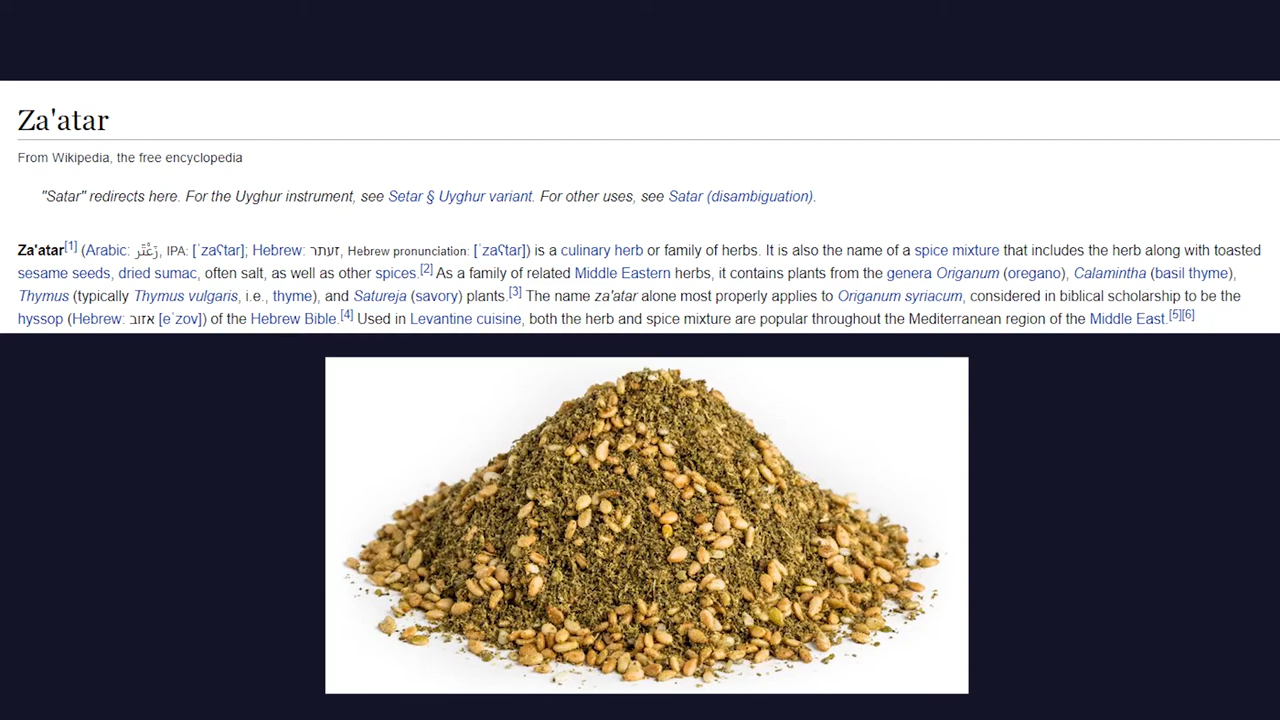 Za'atar
From Wikipedia, the free encyclopedia
"Satar" redirects here. For the Uyghur instrument, see Setar § Uyghur variant. For other uses, see Satar (disambiguation).
Za'atar[1] (Arabic: زَعْتَر, IPA: [ˈzaʕtar]; Hebrew: זעתר, Hebrew pronunciation: [ˈzaʕtar]) is a culinary herb or family of herbs. It is also the name of a spice mixture that includes the herb along with toasted
sesame seeds, dried sumac, often salt, as well as other spices.[2] As a family of related Middle Eastern herbs, it contains plants from the genera Origanum (oregano), Calamintha (basil thyme),
Thymus (typically Thymus vulgaris, i.e., thyme), and Satureja (savory) plants.[3] The name za'atar alone most properly applies to Origanum syriacum, considered in biblical scholarship to be the
hyssop (Hebrew: אזוב [eˈzov]) of the Hebrew Bible.[4] Used in Levantine cuisine, both the herb and spice mixture are popular throughout the Mediterranean region of the Middle East.[5][6]